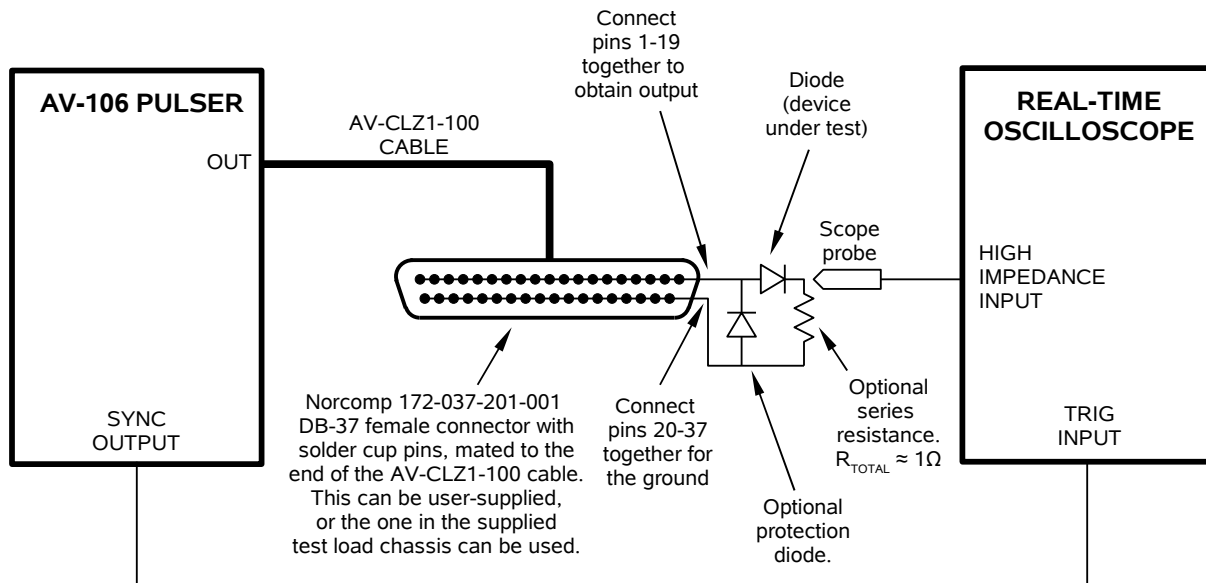 AV-106 PULSER
OUT
SYNC
OUTPUT
AV-CLZ1-100
CABLE
Connect
pins 1-19
together to
obtain output
Diode
(device
under test)
Scope
probe
REAL-TIME
OSCILLOSCOPE
HIGH
IMPEDANCE
INPUT
TRIG
INPUT
Norcomp 172-037-201-001
DB-37 female connector with
solder cup pins, mated to the
end of the AV-CLZ1-100 cable.
This can be user-supplied,
or the one in the supplied
test load chassis can be used.
Connect
pins 20-37
together for
the ground
Optional
protection
diode.
Optional
series
resistance.
R_TOTAL ≈ 1Ω